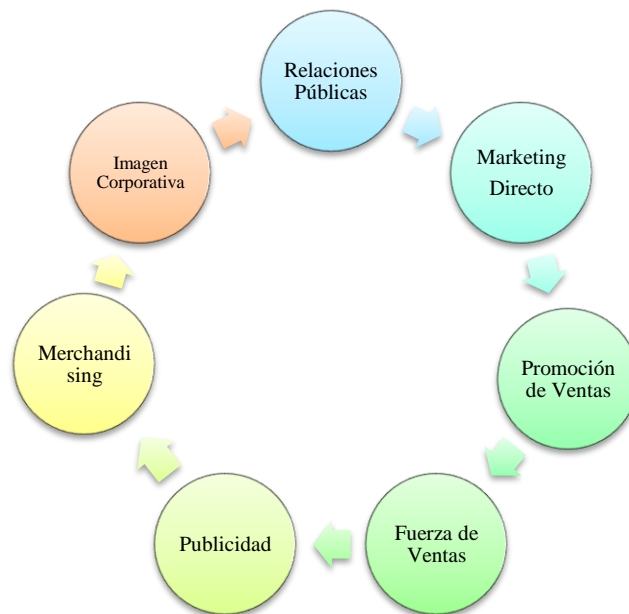 Relaciones
Públicas
Marketing
Directo
Promoción
de Ventas
Fuerza de
Ventas
Publicidad
Merchandi
sing
Imagen
Corporativa